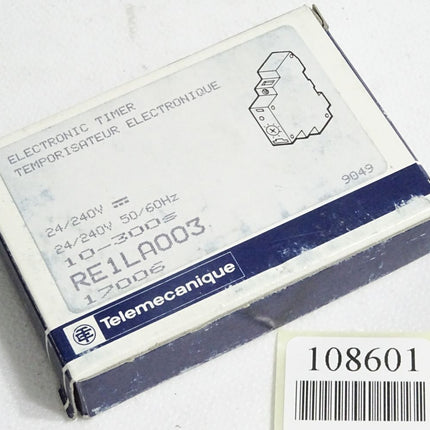 ELECTRONIC TIMER
TEMPORISATEUR ELECTRONIQUE
24/240V ⎓
24/240V 50/60Hz
10-300s
RE1LA003
17006
9049
Telemecanique
108601